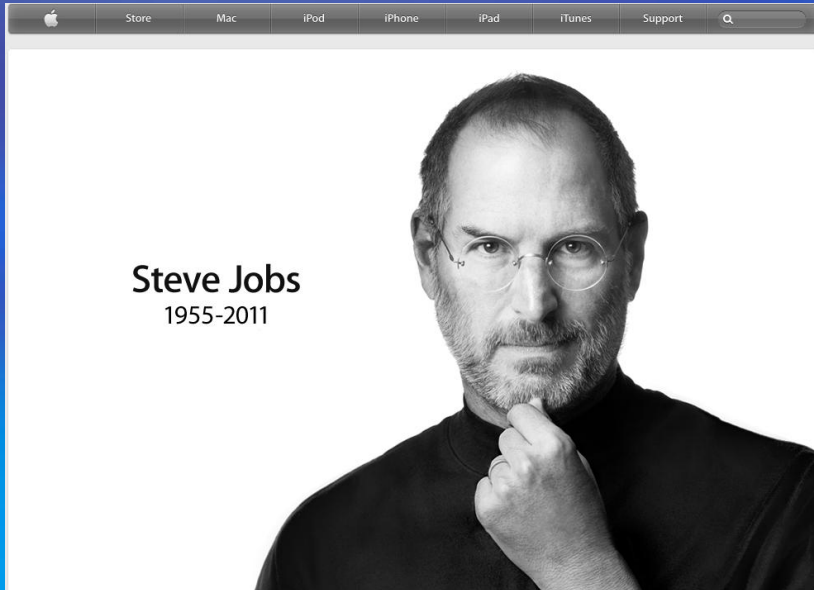 Store
Mac
iPod
iPhone
iPad
iTunes
Support
Steve Jobs
1955-2011